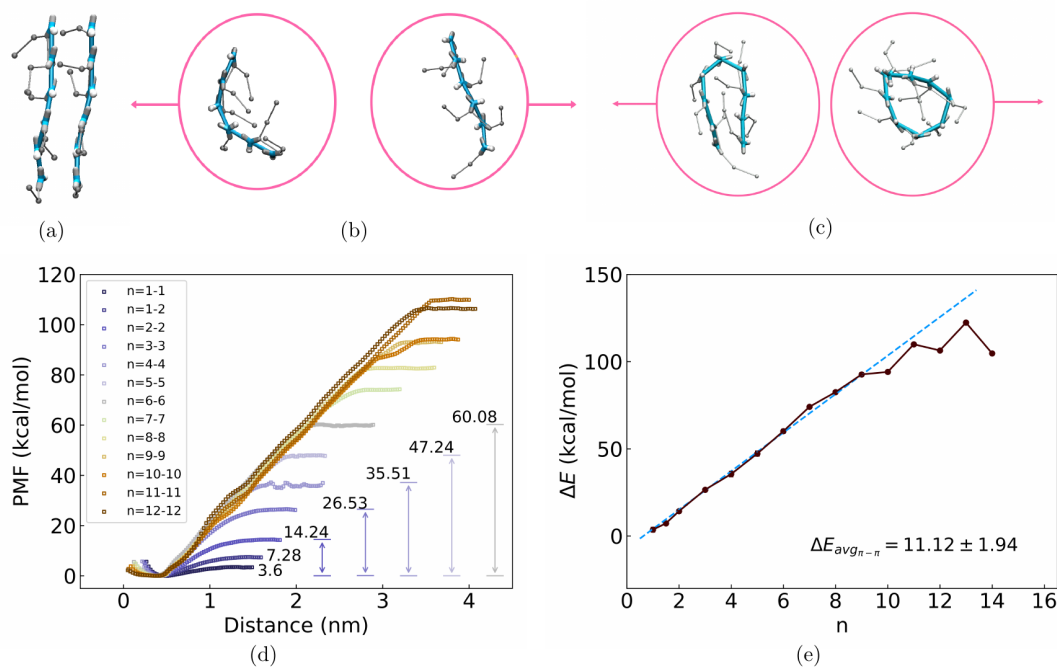 (a)
(b)
(c)
PMF (kcal/mol)
120
100
80
60
40
20
0
n=1-1
n=1-2
n=2-2
n=3-3
n=4-4
n=5-5
n=6-6
n=7-7
n=8-8
n=9-9
n=10-10
n=11-11
n=12-12
60.08
47.24
35.51
26.53
14.24
7.28
3.6
0
1
2
3
4
Distance (nm)
(d)
ΔE (kcal/mol)
150
100
50
0
ΔE_{avg_{π−π}} = 11.12 ± 1.94
0
2
4
6
8
10
12
14
16
n
(e)